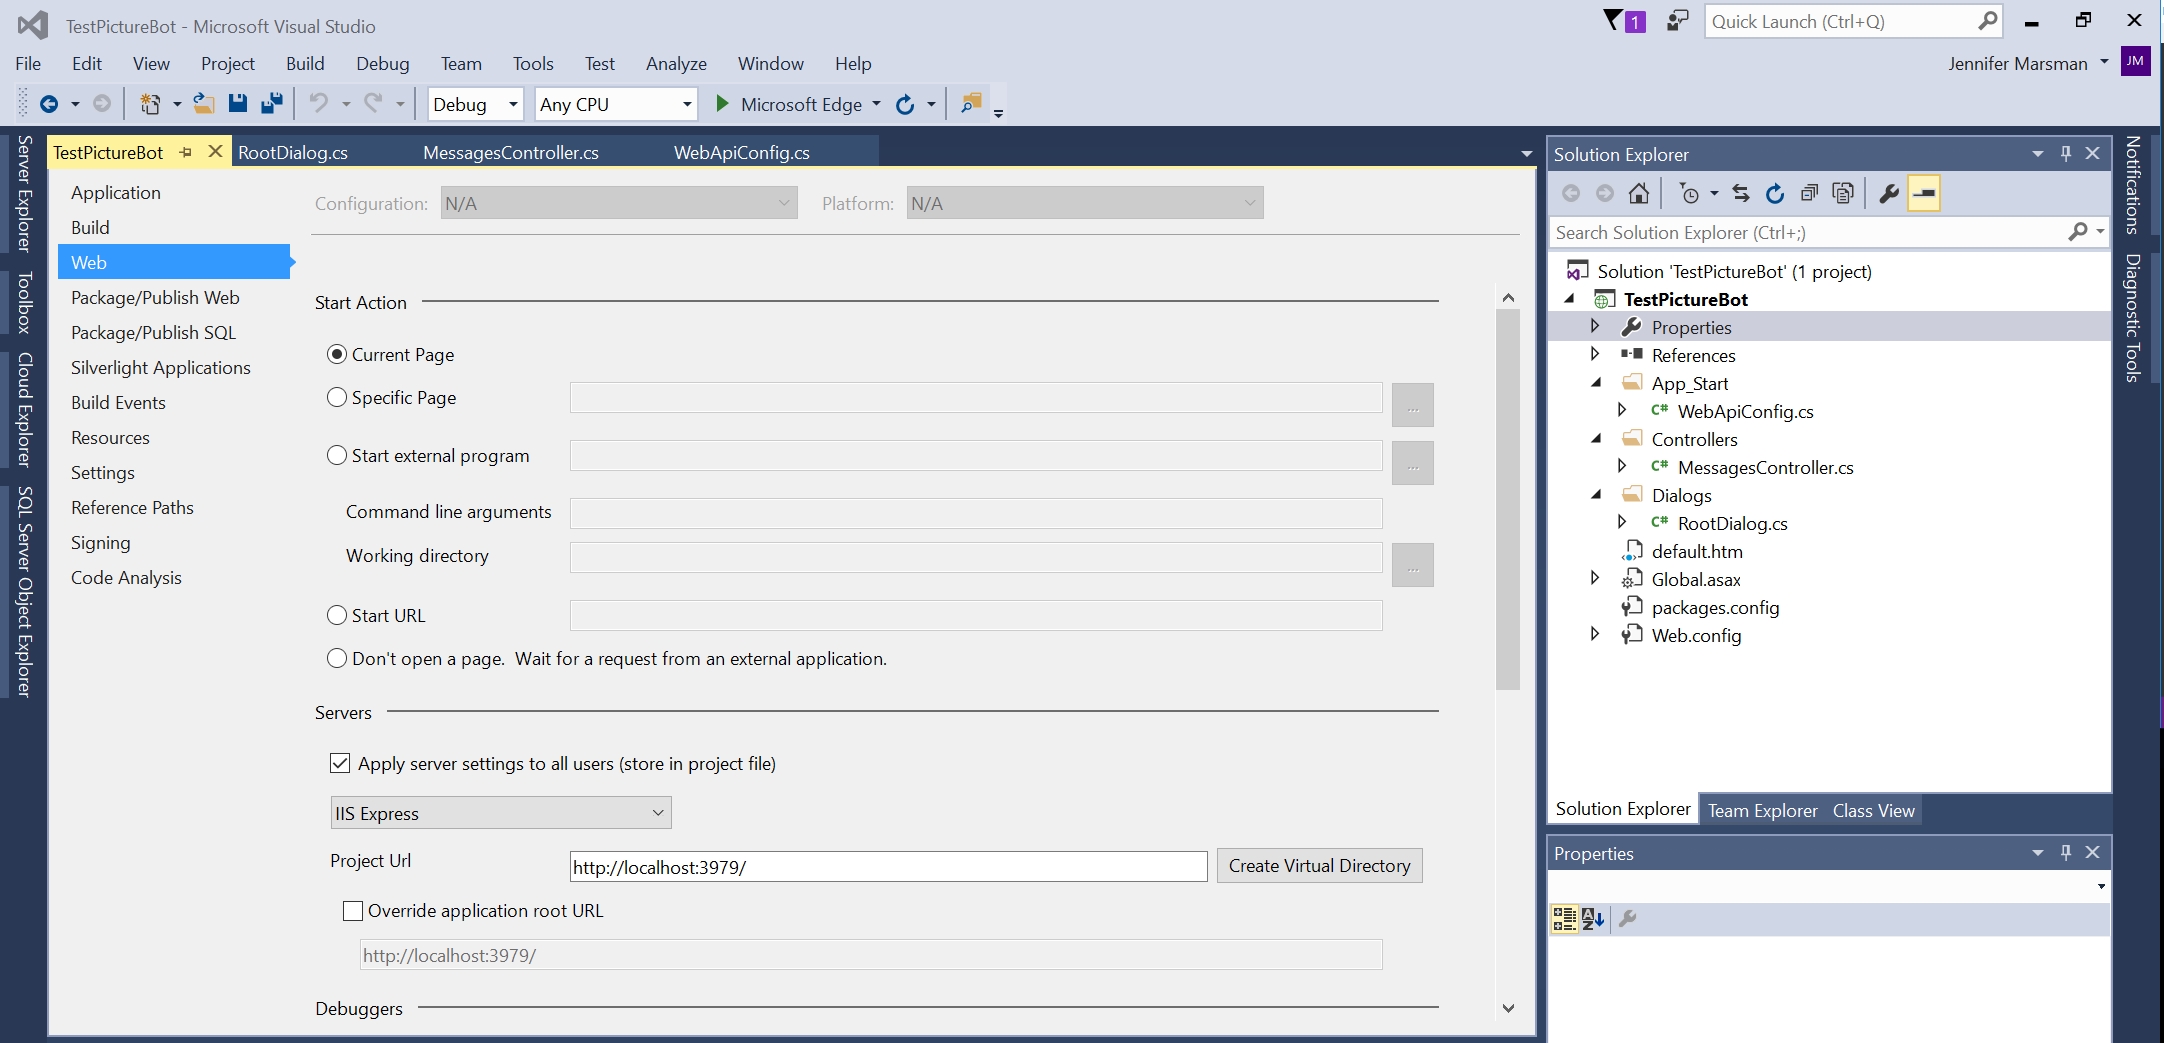 TestPictureBot - Microsoft Visual Studio
1
Quick Launch (Ctrl+Q)
File Edit View Project Build Debug Team Tools Test Analyze Window Help
Jennifer Marsman JM
Debug Any CPU Microsoft Edge
Server Explorer
Toolbox
Cloud Explorer
SQL Server Object Explorer
TestPictureBot RootDialog.cs MessagesController.cs WebApiConfig.cs
Application
Build
Web
Package/Publish Web
Package/Publish SQL
Silverlight Applications
Build Events
Resources
Settings
Reference Paths
Signing
Code Analysis
Configuration: N/A Platform: N/A
Start Action
Current Page
Specific Page ...
Start external program ...
Command line arguments
Working directory ...
Start URL
Don't open a page. Wait for a request from an external application.
Servers
Apply server settings to all users (store in project file)
IIS Express
Project Url http://localhost:3979/ Create Virtual Directory
Override application root URL
http://localhost:3979/
Debuggers
Solution Explorer
Search Solution Explorer (Ctrl+;)
Solution 'TestPictureBot' (1 project)
TestPictureBot
Properties
References
App_Start
C# WebApiConfig.cs
Controllers
C# MessagesController.cs
Dialogs
C# RootDialog.cs
default.htm
Global.asax
packages.config
Web.config
Solution Explorer Team Explorer Class View
Properties
Notifications
Diagnostic Tools